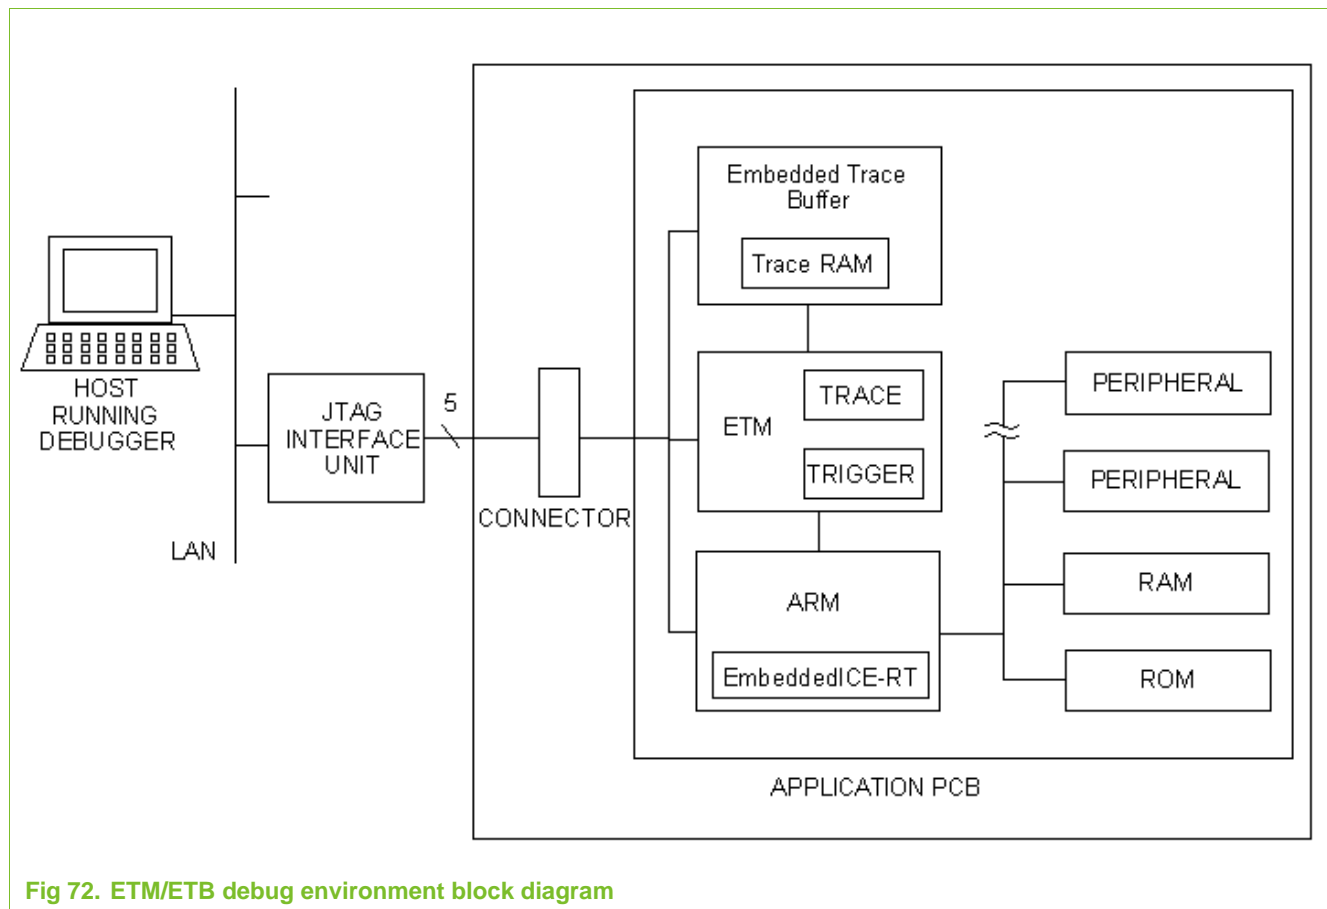 Embedded Trace
Buffer
Trace RAM
TRACE
ETM
TRIGGER
PERIPHERAL
PERIPHERAL
HOST
RUNNING
DEBUGGER
JTAG
INTERFACE
UNIT
5
CONNECTOR
LAN
ARM
EmbeddedICE-RT
RAM
ROM
APPLICATION PCB
Fig 72. ETM/ETB debug environment block diagram